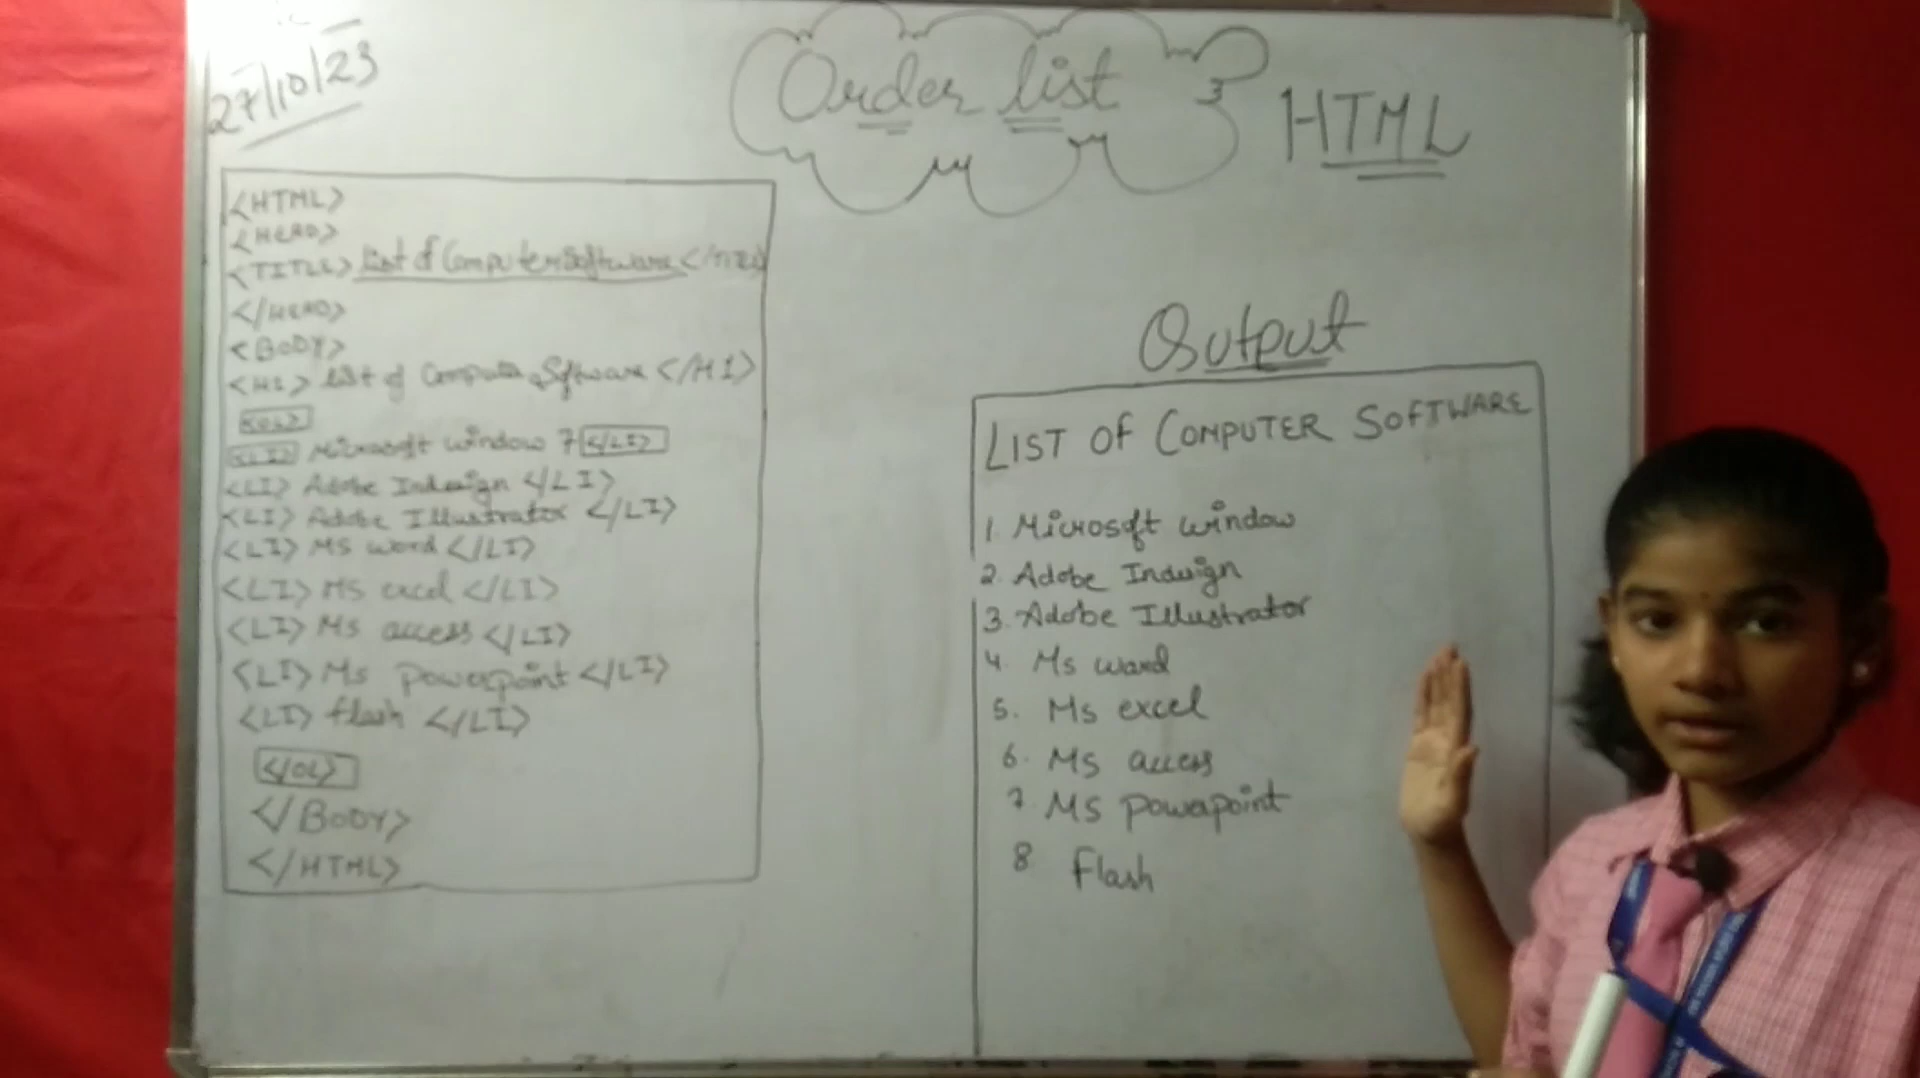 27/10/23
Order list
HTML
<HTML>
<HEAD>
<TITLE> list of Computer Software
</HEAD>
<BODY>
<H1> list of Computer Software </H1>
<OL>
<LI> Microsoft window 7 </LI>
<LI> Adobe Indesign </LI>
<LI> Adobe Illustrator </LI>
<LI> MS word </LI>
<LI> MS excel </LI>
<LI> Ms access </LI>
<LI> Ms powerpoint </LI>
<LI> flash </LI>
</OL>
</BODY>
</HTML>
Output
LIST OF COMPUTER SOFTWARE
1. Microsoft window
2. Adobe Indesign
3. Adobe Illustrator
4. Ms word
5. Ms excel
6. MS access
7. MS powerpoint
8 flash